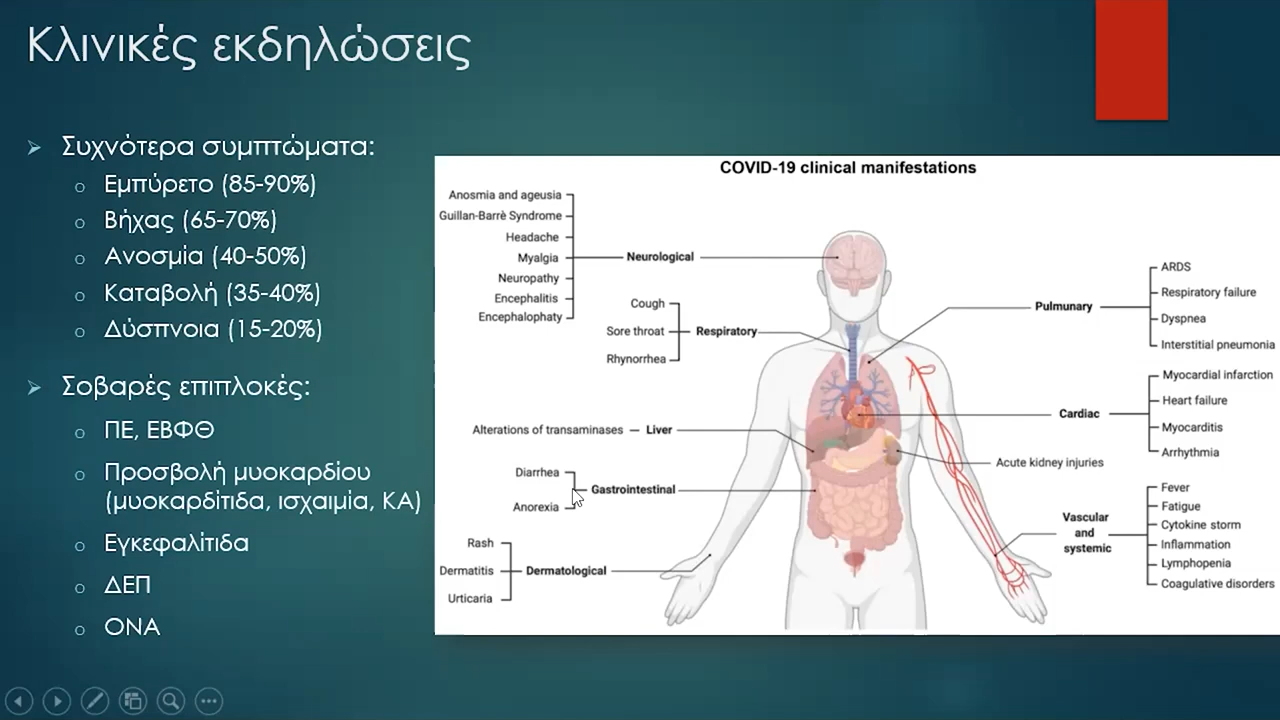 Κλινικές εκδηλώσεις
Συχνότερα συμπτώματα:
Εμπύρετο (85-90%)
Βήχας (65-70%)
Ανοσμία (40-50%)
Καταβολή (35-40%)
Δύσπνοια (15-20%)
Σοβαρές επιπλοκές:
ΠΕ, ΕΒΦΘ
Προσβολή μυοκαρδίου
(μυοκαρδίτιδα, ισχαιμία, ΚΑ)
Εγκεφαλίτιδα
ΔΕΠ
ΟΝΑ
COVID-19 clinical manifestations
Anosmia and ageusia
Guillan-Barrè Syndrome
Headache
Myalgia
Neuropathy
Encephalitis
Encephalophaty
Neurological
Cough
Sore throat
Rhynorrhea
Respiratory
Alterations of transaminases
Liver
Diarrhea
Anorexia
Gastrointestinal
Rash
Dermatitis
Urticaria
Dermatological
Pulmunary
ARDS
Respiratory failure
Dyspnea
Interstitial pneumonia
Cardiac
Myocardial infarction
Heart failure
Myocarditis
Arrhythmia
Acute kidney injuries
Vascular
and
systemic
Fever
Fatigue
Cytokine storm
Inflammation
Lymphopenia
Coagulative disorders